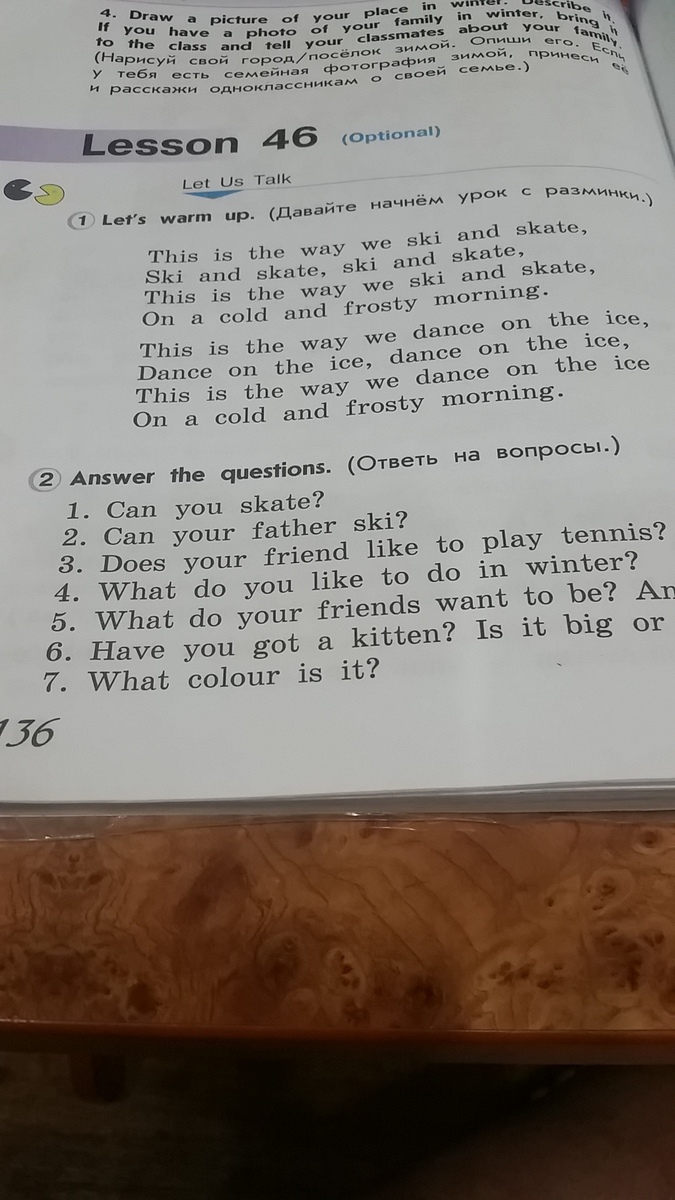 4. Draw a picture of your place in winter. Describe it.
If you have a photo of your family in winter, bring it
to the class and tell your classmates about your family.
(Нарисуй свой город/посёлок зимой. Опиши его. Если
у тебя есть семейная фотография зимой, принеси её
и расскажи одноклассникам о своей семье.)
Lesson 46 (Optional)
Let Us Talk
1 Let's warm up. (Давайте начнём урок с разминки.)
This is the way we ski and skate,
Ski and skate, ski and skate,
This is the way we ski and skate,
On a cold and frosty morning.
This is the way we dance on the ice,
Dance on the ice, dance on the ice,
This is the way we dance on the ice
On a cold and frosty morning.
2 Answer the questions. (Ответь на вопросы.)
1. Can you skate?
2. Can your father ski?
3. Does your friend like to play tennis?
4. What do you like to do in winter?
5. What do your friends want to be?
6. Have you got a kitten? Is it big or
7. What colour is it?
136